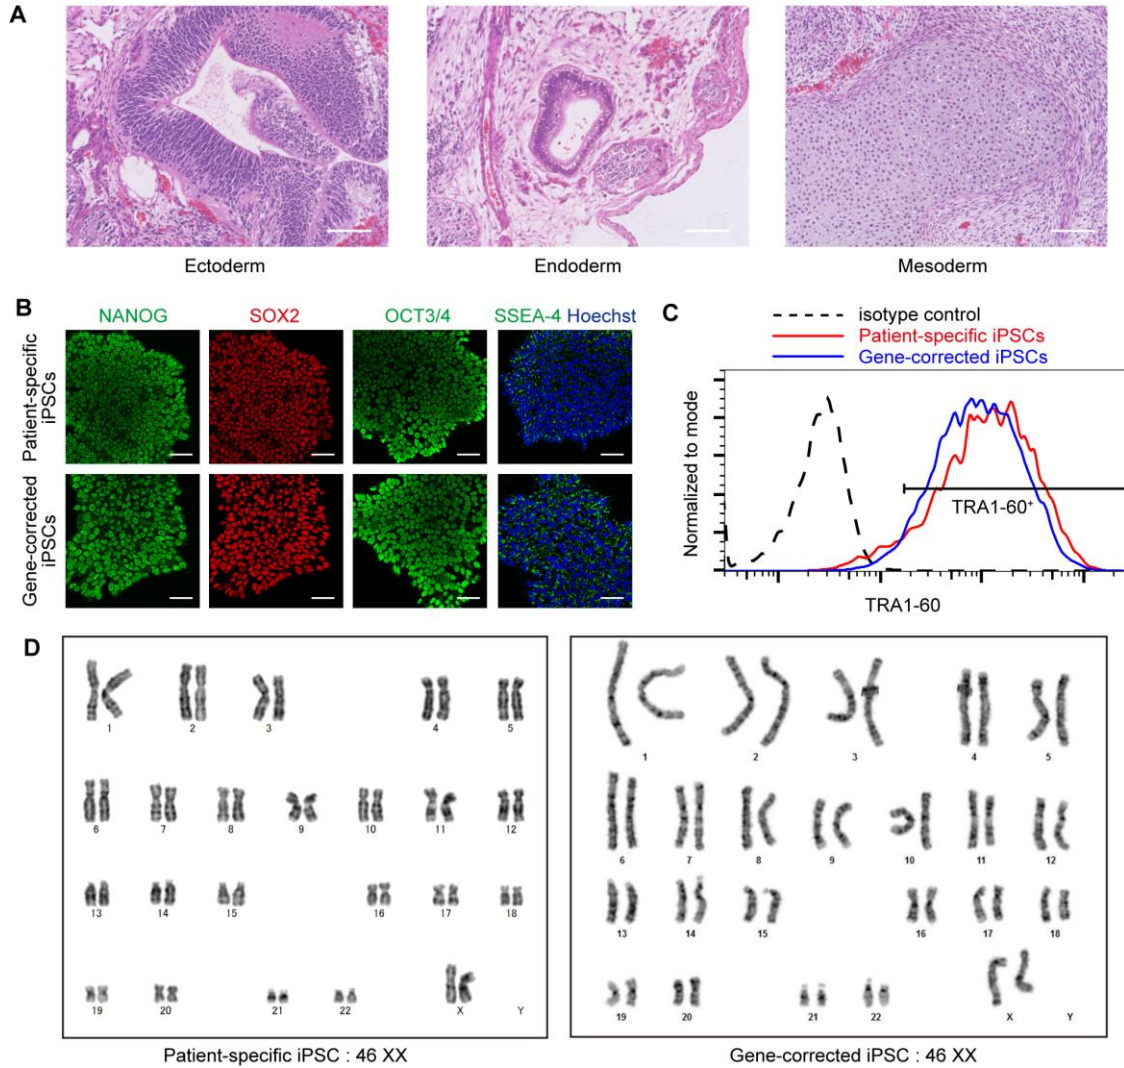 A
Ectoderm
Endoderm
Mesoderm
B
NANOG
SOX2
OCT3/4
SSEA-4 Hoechst
Patient-specific
iPSCs
Gene-corrected
iPSCs
C
isotype control
Patient-specific iPSCs
Gene-corrected iPSCs
Normalized to mode
TRA1-60⁺
TRA1-60
D
1 2 3 4 5
6 7 8 9 10 11 12
13 14 15 16 17 18
19 20 21 22 X Y
Patient-specific iPSC : 46 XX
1 2 3 4 5
6 7 8 9 10 11 12
13 14 15 16 17 18
19 20 21 22 X Y
Gene-corrected iPSC : 46 XX